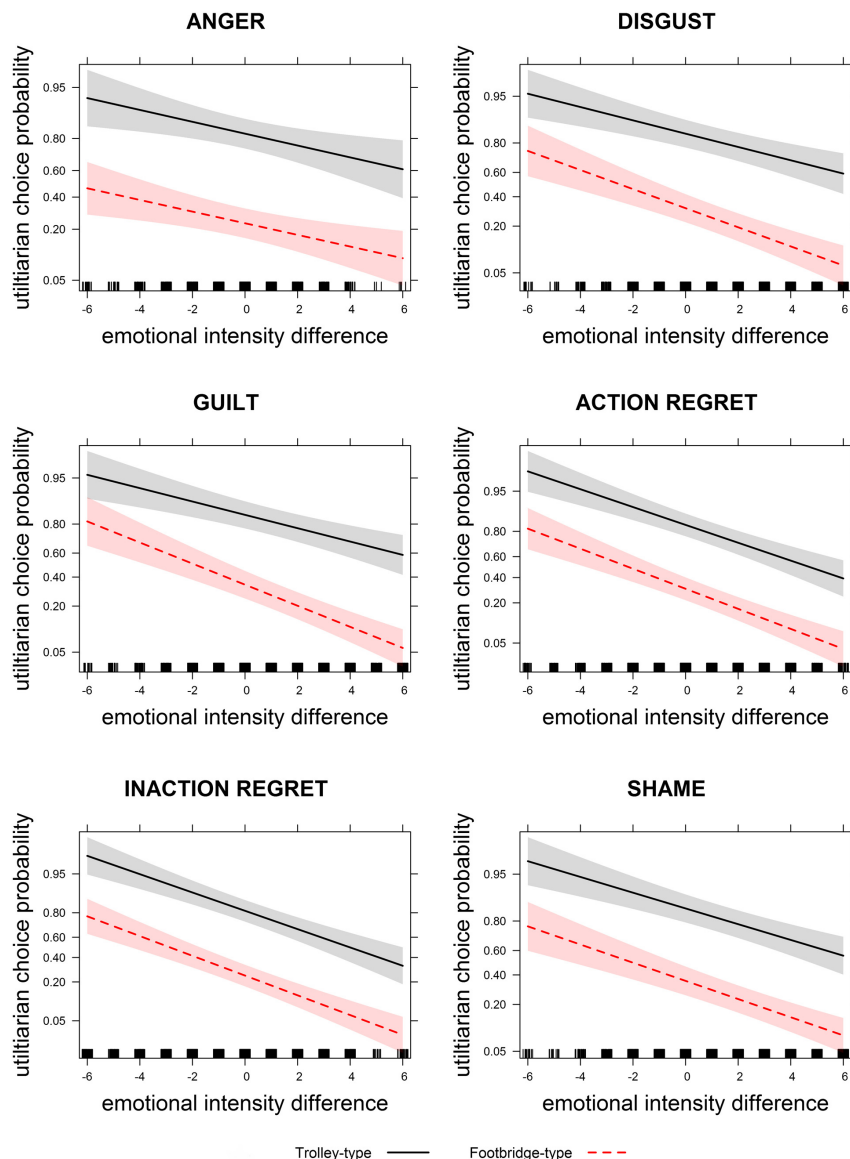 ANGER
DISGUST
utiltiarian choice probability
0.95
0.80
0.60
0.40
0.20
0.05
-6 -4 -2 0 2 4 6
emotional intensity difference
utiltiarian choice probability
0.95
0.80
0.60
0.40
0.20
0.05
-6 -4 -2 0 2 4 6
emotional intensity difference
GUILT
ACTION REGRET
utiltiarian choice probability
0.95
0.80
0.60
0.40
0.20
0.05
-6 -4 -2 0 2 4 6
emotional intensity difference
utiltiarian choice probability
0.95
0.80
0.60
0.40
0.20
0.05
-6 -4 -2 0 2 4 6
emotional intensity difference
INACTION REGRET
SHAME
utiltiarian choice probability
0.95
0.80
0.60
0.40
0.20
0.05
-6 -4 -2 0 2 4 6
emotional intensity difference
utiltiarian choice probability
0.95
0.80
0.60
0.40
0.20
0.05
-6 -4 -2 0 2 4 6
emotional intensity difference
Trolley-type Footbridge-type